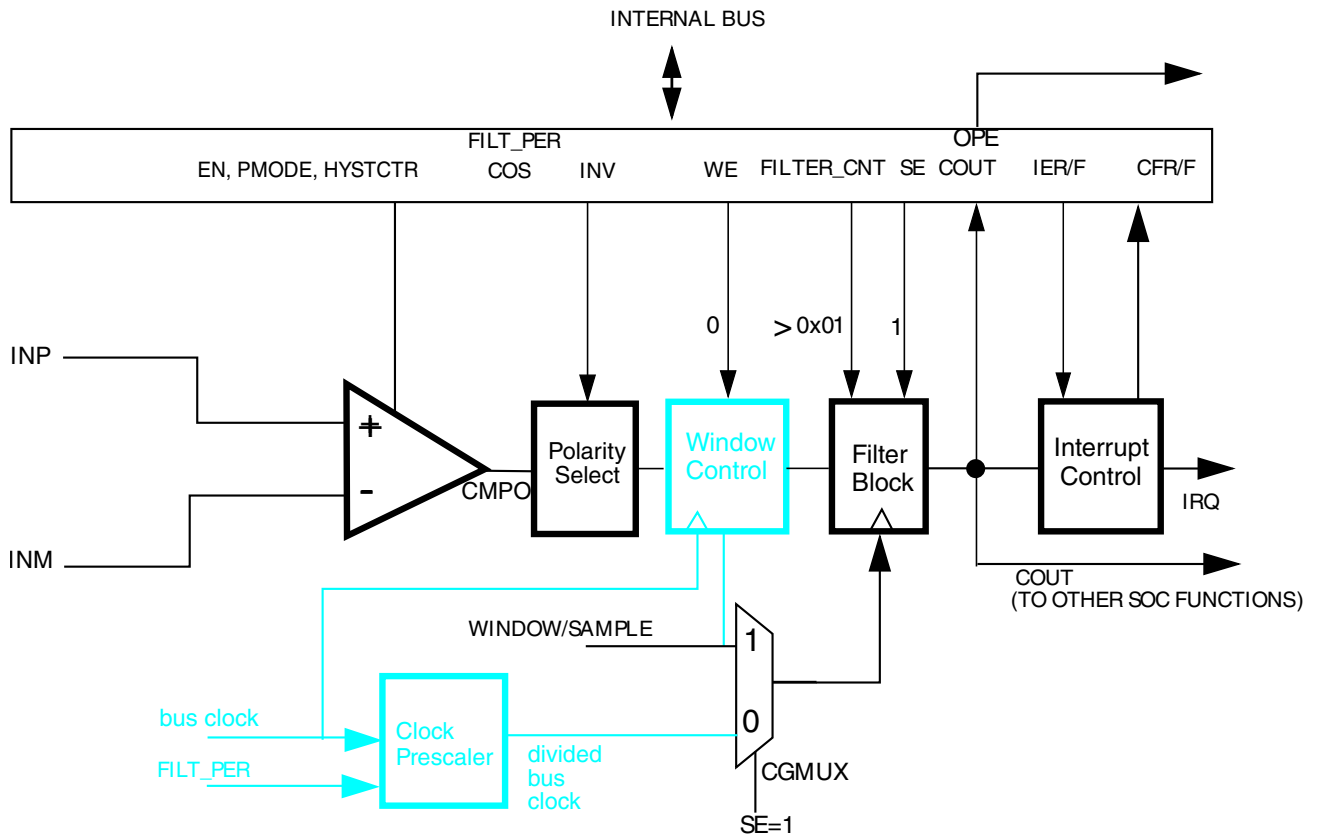 INTERNAL BUS
FILT_PER
OPE
EN, PMODE, HYSTCTR
COS
INV
WE
FILTER_CNT
SE
COUT
IER/F
CFR/F
0
> 0x01
1
INP
+
-
INM
CMPO
Polarity
Select
Window
Control
Filter
Block
Interrupt
Control
IRQ
COUT
(TO OTHER SOC FUNCTIONS)
WINDOW/SAMPLE
1
0
bus clock
FILT_PER
Clock
Prescaler
divided
bus
clock
CGMUX
SE=1